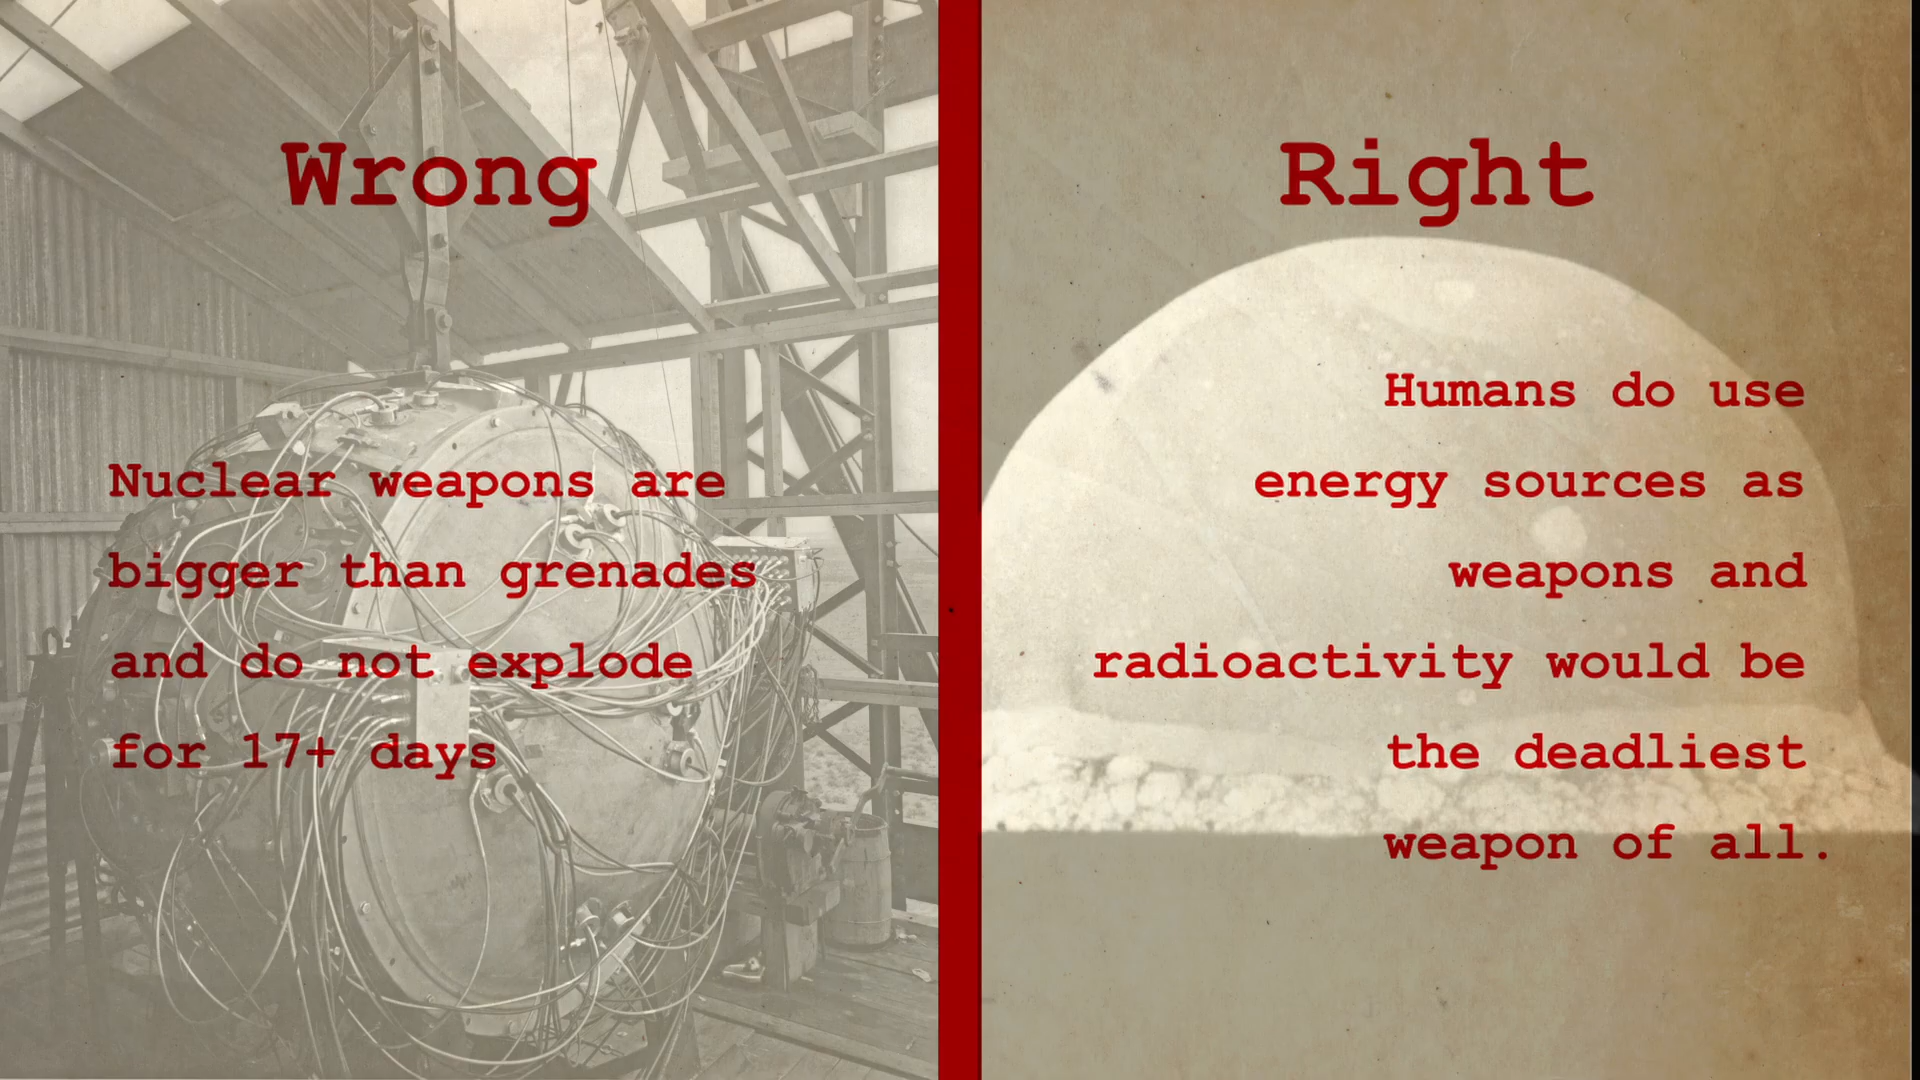 Wrong
Nuclear weapons are
bigger than grenades
and do not explode
for 17+ days
Right
Humans do use
energy sources as
weapons and
radioactivity would be
the deadliest
weapon of all.